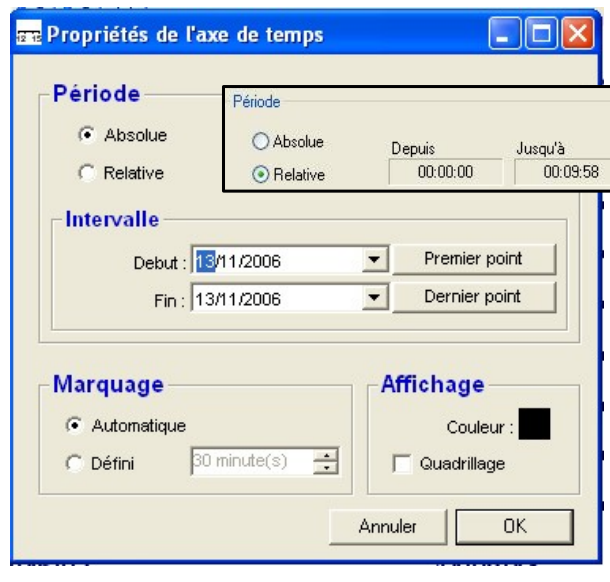 Propriétés de l'axe de temps
Période
Absolue
Relative
Période
Absolue
Relative
Depuis
Jusqu'à
00:00:00
00:09:58
Intervalle
Debut : 13/11/2006
Premier point
Fin : 13/11/2006
Dernier point
Marquage
Automatique
Défini
30 minute(s)
Affichage
Couleur :
Quadrillage
Annuler
OK